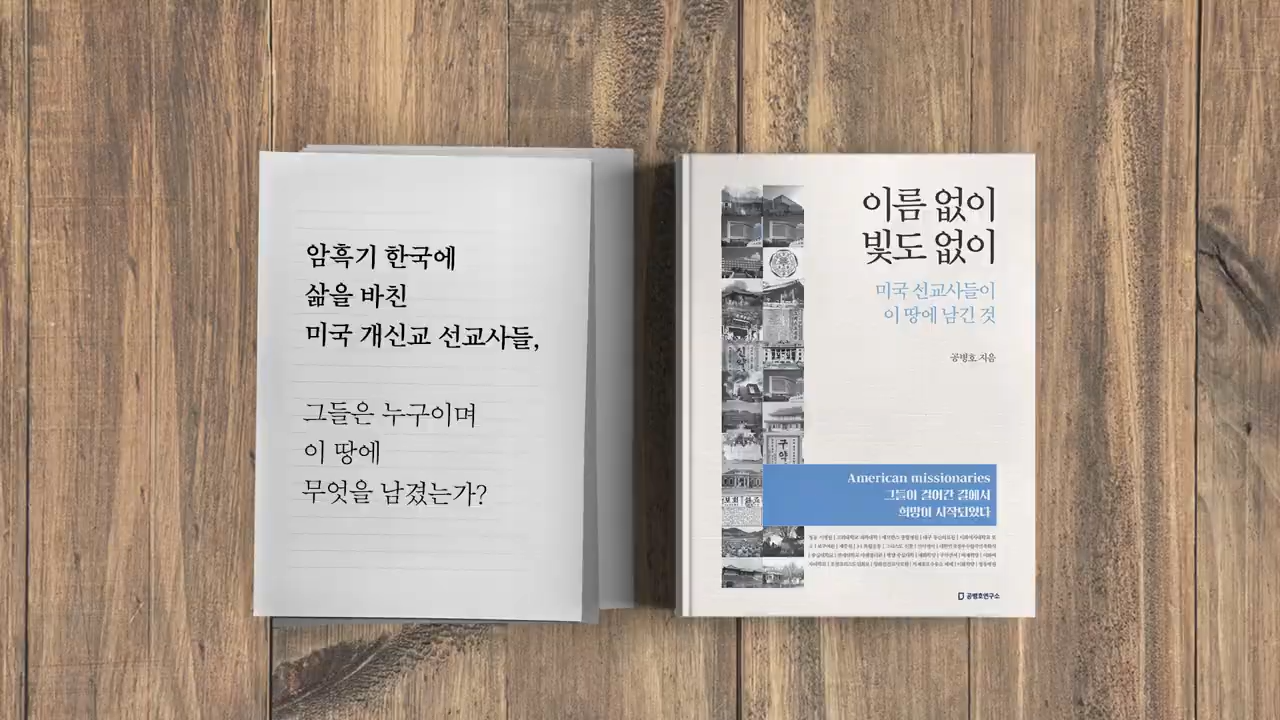 암흑기 한국에
삶을 바친
미국 개신교 선교사들,
그들은 누구이며
이 땅에
무엇을 남겼는가?
이름 없이
빛도 없이
미국 선교사들이
이 땅에 남긴 것
공병호 지음
구약
American missionaries
그들이 걸어간 길에서
희망이 시작되었다
공병호연구소